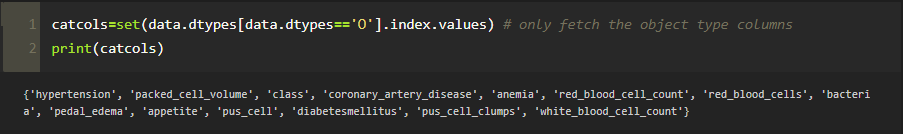 1 catcols=set(data.dtypes[data.dtypes=='O'].index.values) # only fetch the object type columns
2 print(catcols)
{'hypertension', 'packed_cell_volume', 'class', 'coronary_artery_disease', 'anemia', 'red_blood_cell_count', 'red_blood_cells', 'bacteri
a', 'pedal_edema', 'appetite', 'pus_cell', 'diabetesmellitus', 'pus_cell_clumps', 'white_blood_cell_count'}